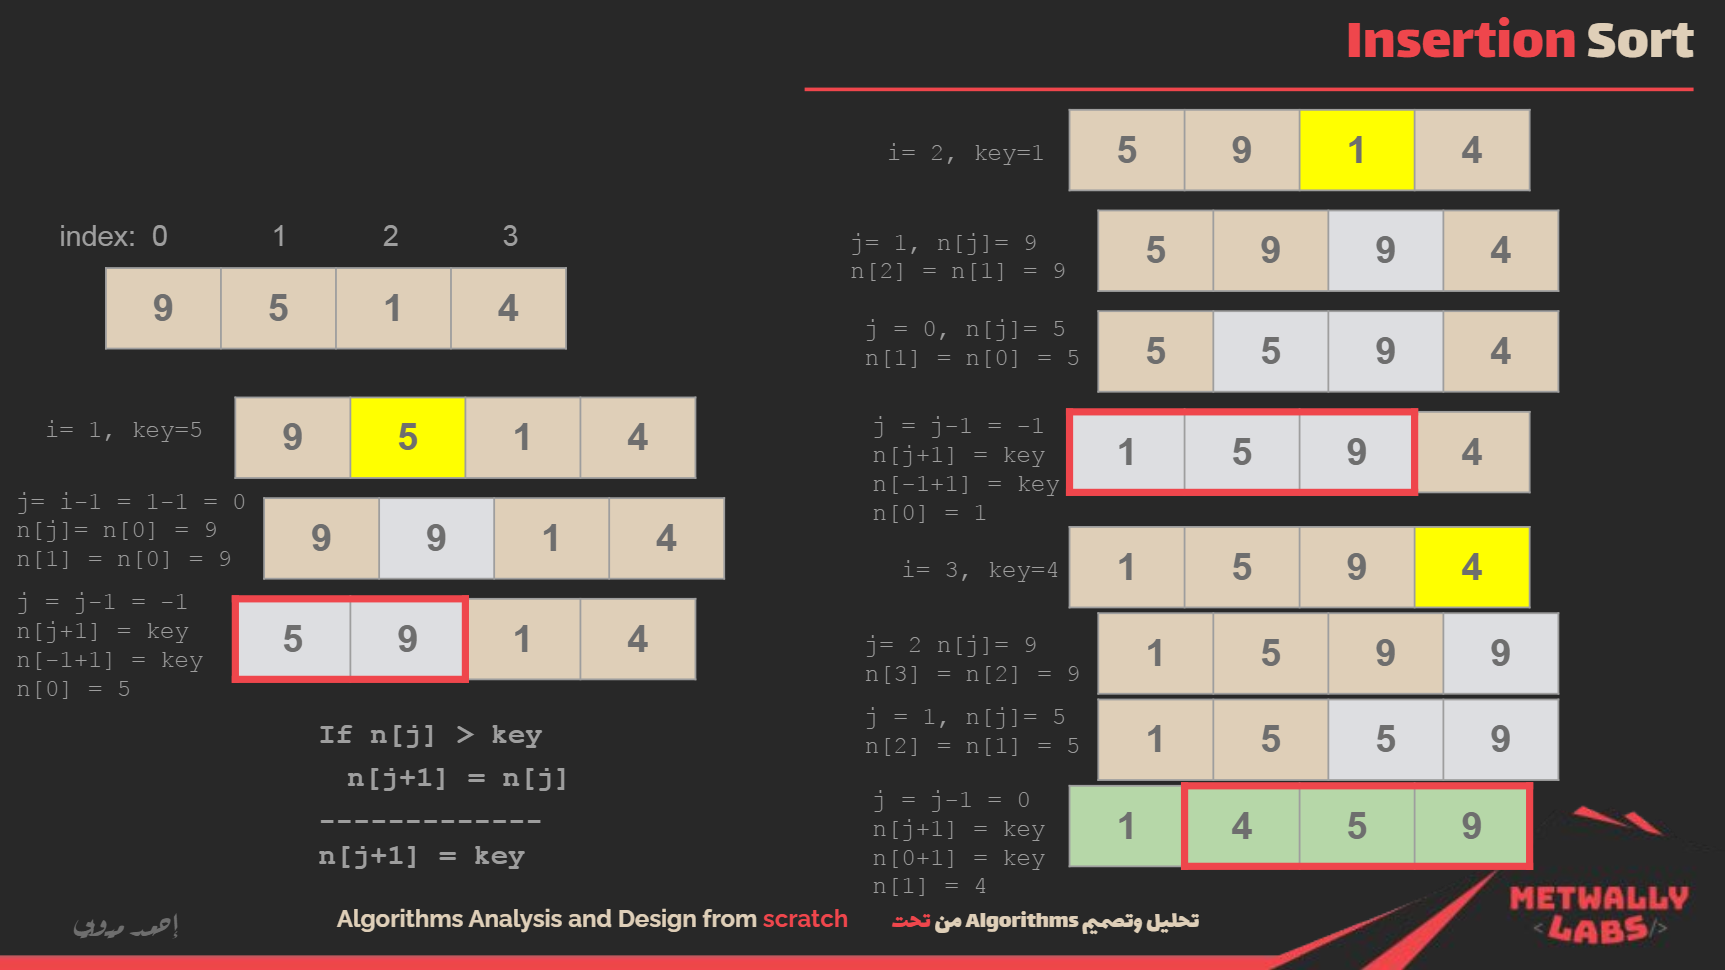 Insertion Sort
index: 0 1 2 3
9 5 1 4
i= 1, key=5
9 5 1 4
j= i-1 = 1-1 = 0
n[j]= n[0] = 9
n[1] = n[0] = 9
9 9 1 4
j = j-1 = -1
n[j+1] = key
n[-1+1] = key
n[0] = 5
5 9 1 4
If n[j] > key
n[j+1] = n[j]
-------------
n[j+1] = key
i= 2, key=1
5 9 1 4
j= 1, n[j]= 9
n[2] = n[1] = 9
5 9 9 4
j = 0, n[j]= 5
n[1] = n[0] = 5
5 5 9 4
j = j-1 = -1
n[j+1] = key
n[-1+1] = key
n[0] = 1
1 5 9 4
i= 3, key=4
1 5 9 4
j= 2 n[j]= 9
n[3] = n[2] = 9
1 5 9 9
j = 1, n[j]= 5
n[2] = n[1] = 5
1 5 5 9
j = j-1 = 0
n[j+1] = key
n[0+1] = key
n[1] = 4
1 4 5 9
Algorithms Analysis and Design from scratch
تحليل وتصميم Algorithms من تحت
METWALLY
<LABS/>